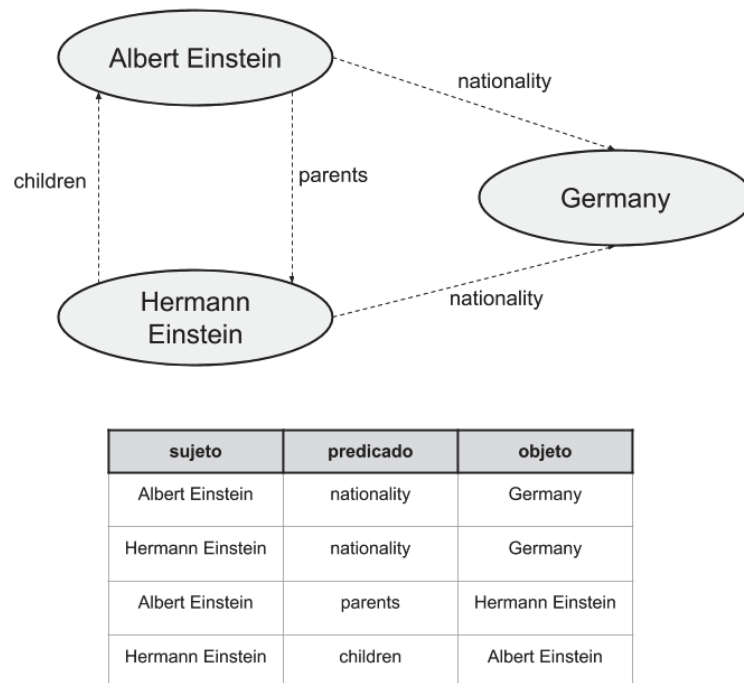 Albert Einstein
nationality
children
parents
Germany
Hermann
Einstein
nationality
sujeto predicado objeto
Albert Einstein nationality Germany
Hermann Einstein nationality Germany
Albert Einstein parents Hermann Einstein
Hermann Einstein children Albert Einstein